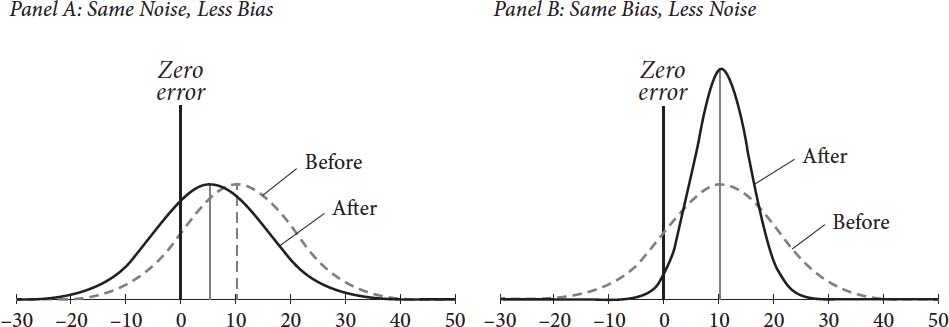 Panel A: Same Noise, Less Bias
Zero
error
Before
After
–30 –20 –10 0 10 20 30 40 50
Panel B: Same Bias, Less Noise
Zero
error
After
Before
–30 –20 –10 0 10 20 30 40 50